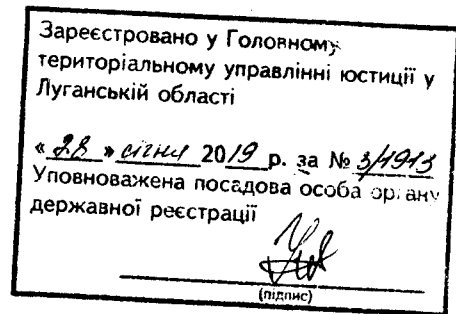 Зареєстровано у Головному
територіальному управлінні юстиції у
Луганській області
«28» січня 2019 р. за № 3/1913
Уповноважена посадова особа органу
державної реєстрації
(підпис)